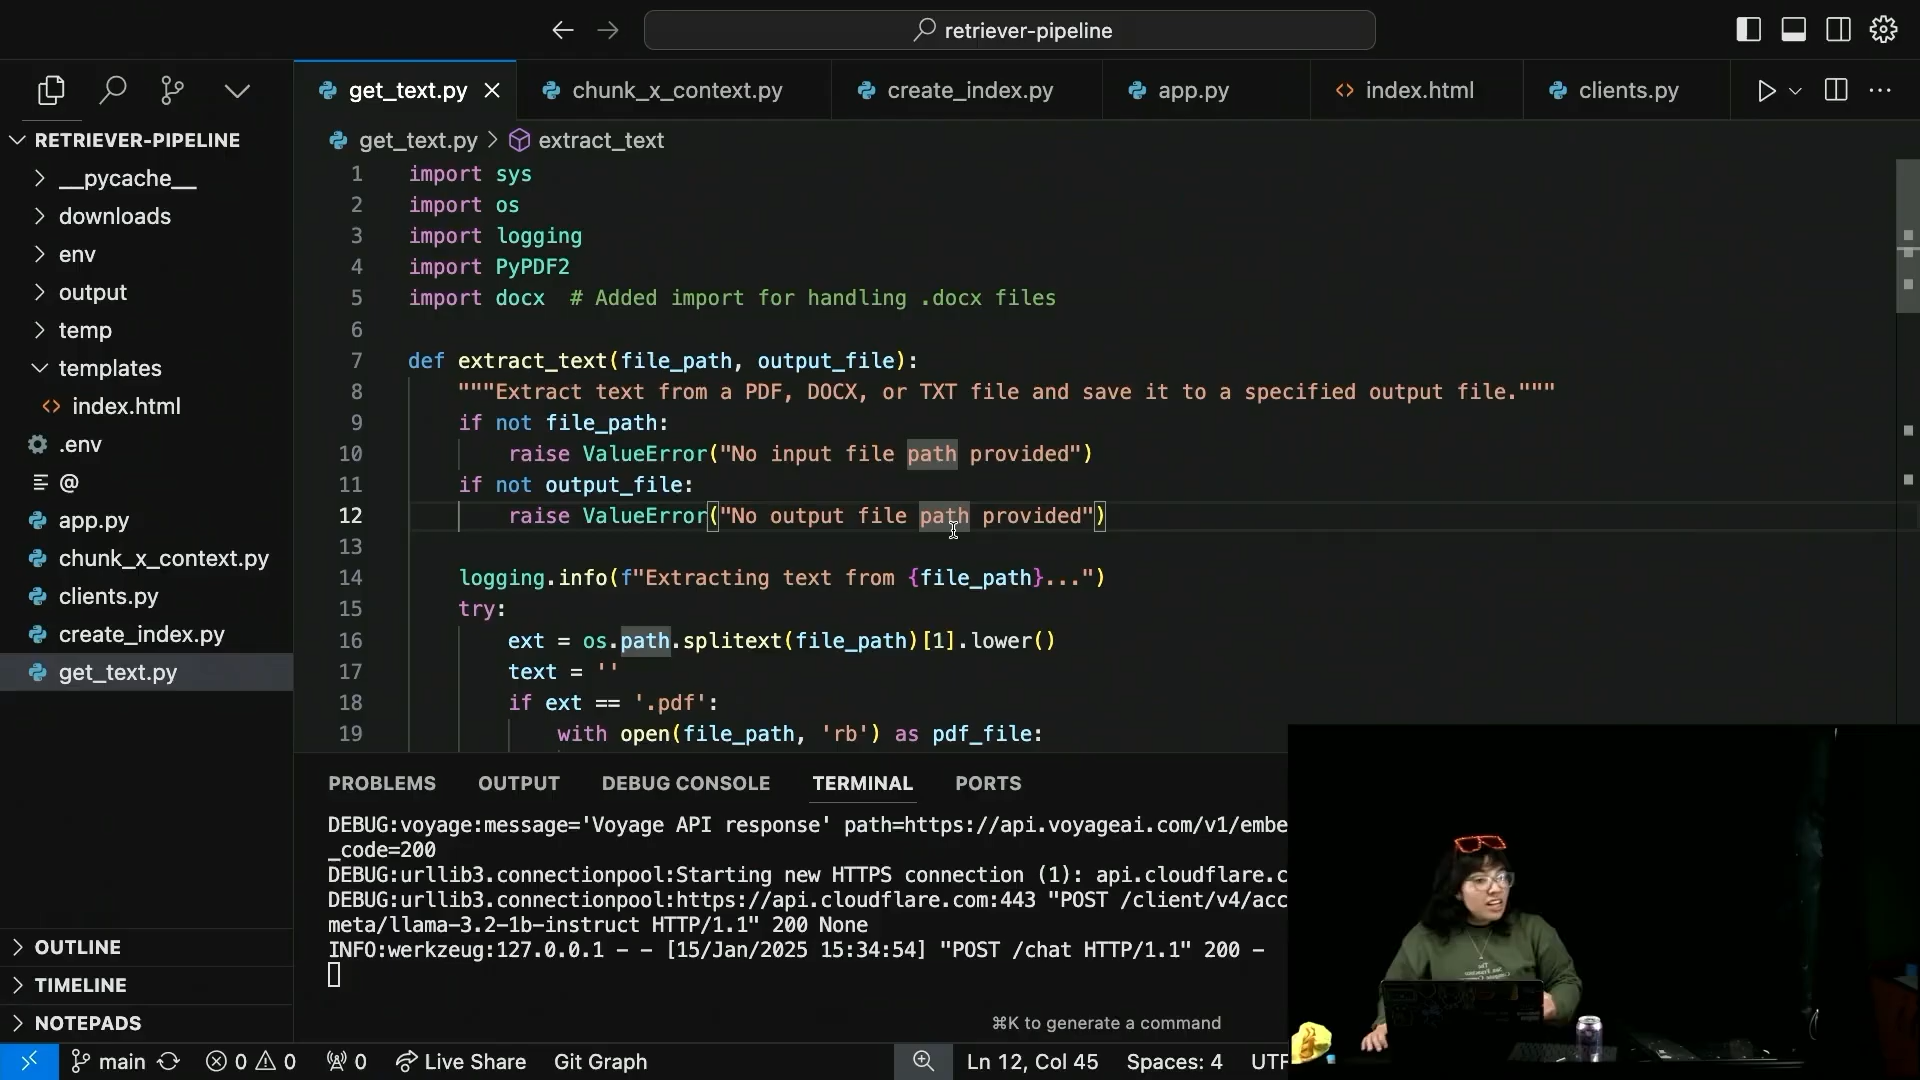 retriever-pipeline
get_text.py
chunk_x_context.py
create_index.py
app.py
index.html
clients.py
RETRIEVER-PIPELINE
__pycache__
downloads
env
output
temp
templates
index.html
.env
@
app.py
chunk_x_context.py
clients.py
create_index.py
get_text.py
OUTLINE
TIMELINE
NOTEPADS
get_text.py > extract_text
1 import sys
2 import os
3 import logging
4 import PyPDF2
5 import docx  # Added import for handling .docx files
6
7 def extract_text(file_path, output_file):
8 """Extract text from a PDF, DOCX, or TXT file and save it to a specified output file."""
9 if not file_path:
10 raise ValueError("No input file path provided")
11 if not output_file:
12 raise ValueError("No output file path provided")
13
14 logging.info(f"Extracting text from {file_path}...")
15 try:
16 ext = os.path.splitext(file_path)[1].lower()
17 text = ''
18 if ext == '.pdf':
19 with open(file_path, 'rb') as pdf_file:
PROBLEMS OUTPUT DEBUG CONSOLE TERMINAL PORTS
DEBUG:voyage:message='Voyage API response' path=https://api.voyageai.com/v1/embe
_code=200
DEBUG:urllib3.connectionpool:Starting new HTTPS connection (1): api.cloudflare.c
DEBUG:urllib3.connectionpool:https://api.cloudflare.com:443 "POST /client/v4/acc
meta/llama-3.2-1b-instruct HTTP/1.1" 200 None
INFO:werkzeug:127.0.0.1 - - [15/Jan/2025 15:34:54] "POST /chat HTTP/1.1" 200 -
⌘K to generate a command
main 0 0 0 Live Share Git Graph Ln 12, Col 45 Spaces: 4 UTF